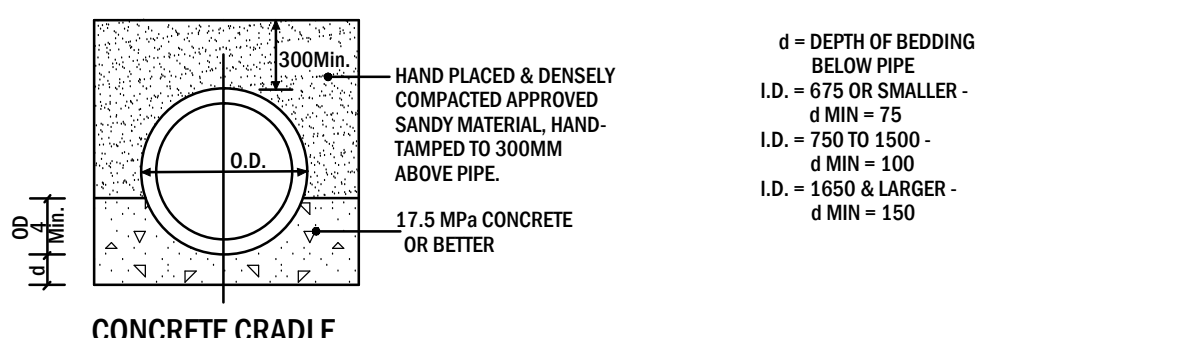 300Min.
HAND PLACED & DENSELY
COMPACTED APPROVED
SANDY MATERIAL, HAND-
TAMPED TO 300MM
ABOVE PIPE.
O.D.
17.5 MPa CONCRETE
OR BETTER
OD
4
Min.
d
CONCRETE CRADLE
d = DEPTH OF BEDDING
BELOW PIPE
I.D. = 675 OR SMALLER -
d MIN = 75
I.D. = 750 TO 1500 -
d MIN = 100
I.D. = 1650 & LARGER -
d MIN = 150